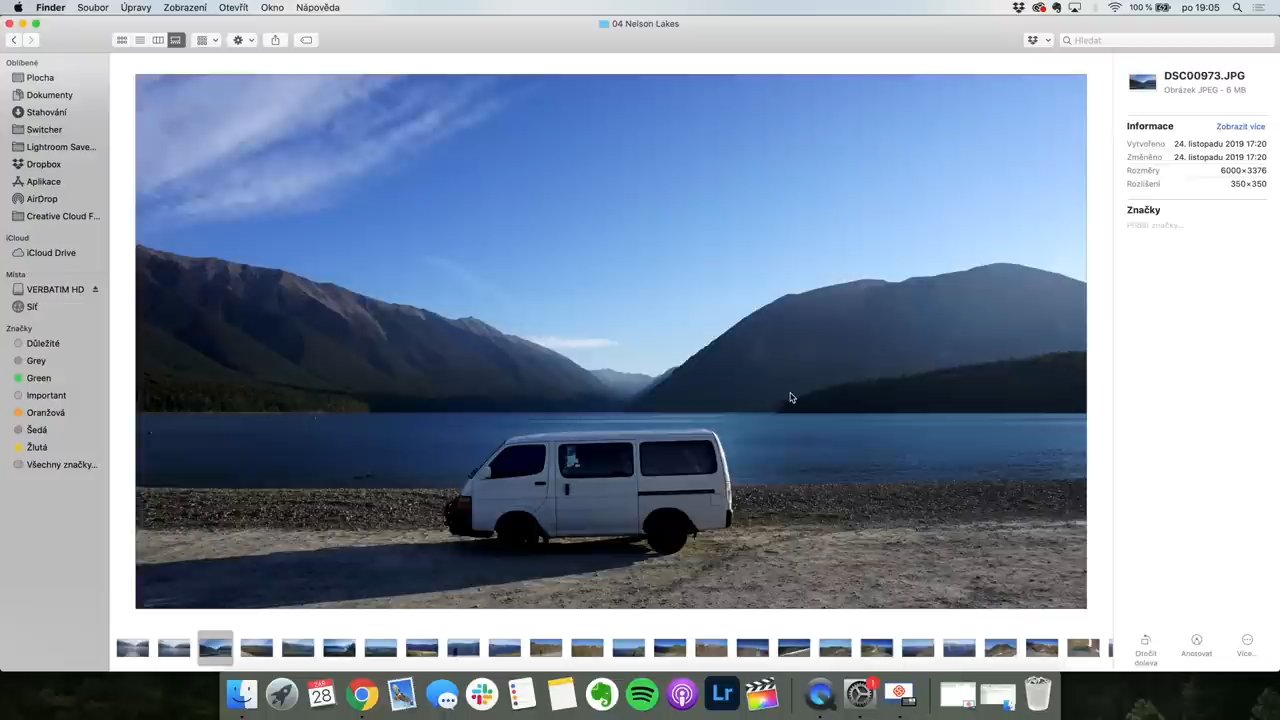 Finder Soubor Úpravy Zobrazení Otevřít Okno Nápověda 100 % po 19:05
04 Nelson Lakes
Hledat
Oblíbené
Plocha
Dokumenty
Stahování
Switcher
Lightroom Save...
Dropbox
Aplikace
AirDrop
Creative Cloud F...
iCloud
iCloud Drive
Místa
VERBATIM HD
Síť
Značky
Důležité
Grey
Green
Important
Oranžová
Šedá
Žlutá
Všechny značky...
DSC00973.JPG
Obrázek JPEG - 6 MB
Informace Zobrazit více
Vytvořeno 24. listopadu 2019 17:20
Změněno 24. listopadu 2019 17:20
Rozměry 6000×3376
Rozlišení 350×350
Značky
Přidat značky...
Otočit doleva
Anotovat
Více...
ZÁŘ
28
1
Lr